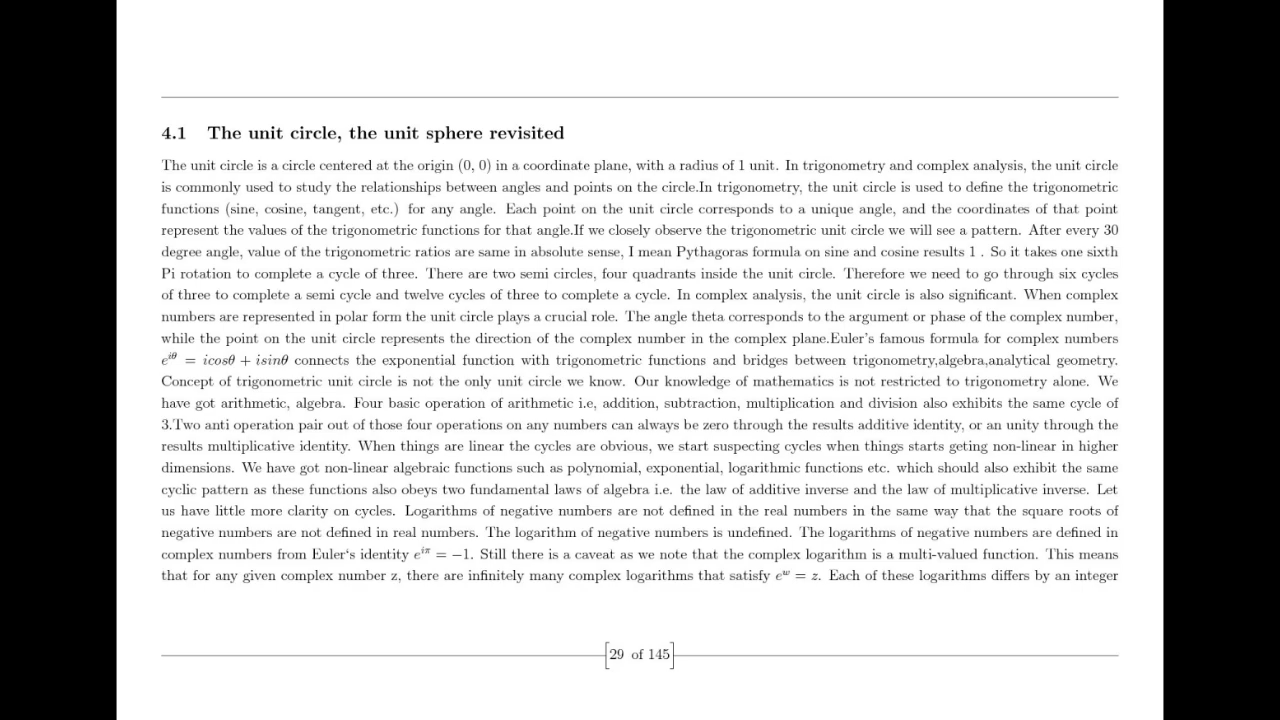 4.1 The unit circle, the unit sphere revisited
The unit circle is a circle centered at the origin (0, 0) in a coordinate plane, with a radius of 1 unit. In trigonometry and complex analysis, the unit circle
is commonly used to study the relationships between angles and points on the circle.In trigonometry, the unit circle is used to define the trigonometric
functions (sine, cosine, tangent, etc.) for any angle. Each point on the unit circle corresponds to a unique angle, and the coordinates of that point
represent the values of the trigonometric functions for that angle.If we closely observe the trigonometric unit circle we will see a pattern. After every 30
degree angle, value of the trigonometric ratios are same in absolute sense, I mean Pythagoras formula on sine and cosine results 1 . So it takes one sixth
Pi rotation to complete a cycle of three. There are two semi circles, four quadrants inside the unit circle. Therefore we need to go through six cycles
of three to complete a semi cycle and twelve cycles of three to complete a cycle. In complex analysis, the unit circle is also significant. When complex
numbers are represented in polar form the unit circle plays a crucial role. The angle theta corresponds to the argument or phase of the complex number,
while the point on the unit circle represents the direction of the complex number in the complex plane.Euler's famous formula for complex numbers
e^{iθ} = icosθ + isinθ connects the exponential function with trigonometric functions and bridges between trigonometry,algebra,analytical geometry.
Concept of trigonometric unit circle is not the only unit circle we know. Our knowledge of mathematics is not restricted to trigonometry alone. We
have got arithmetic, algebra. Four basic operation of arithmetic i.e, addition, subtraction, multiplication and division also exhibits the same cycle of
3.Two anti operation pair out of those four operations on any numbers can always be zero through the results additive identity, or an unity through the
results multiplicative identity. When things are linear the cycles are obvious, we start suspecting cycles when things starts geting non-linear in higher
dimensions. We have got non-linear algebraic functions such as polynomial, exponential, logarithmic functions etc. which should also exhibit the same
cyclic pattern as these functions also obeys two fundamental laws of algebra i.e. the law of additive inverse and the law of multiplicative inverse. Let
us have little more clarity on cycles. Logarithms of negative numbers are not defined in the real numbers in the same way that the square roots of
negative numbers are not defined in real numbers. The logarithm of negative numbers is undefined. The logarithms of negative numbers are defined in
complex numbers from Euler‘s identity e^{iπ} = −1. Still there is a caveat as we note that the complex logarithm is a multi-valued function. This means
that for any given complex number z, there are infinitely many complex logarithms that satisfy e^{w} = z. Each of these logarithms differs by an integer
29 of 145